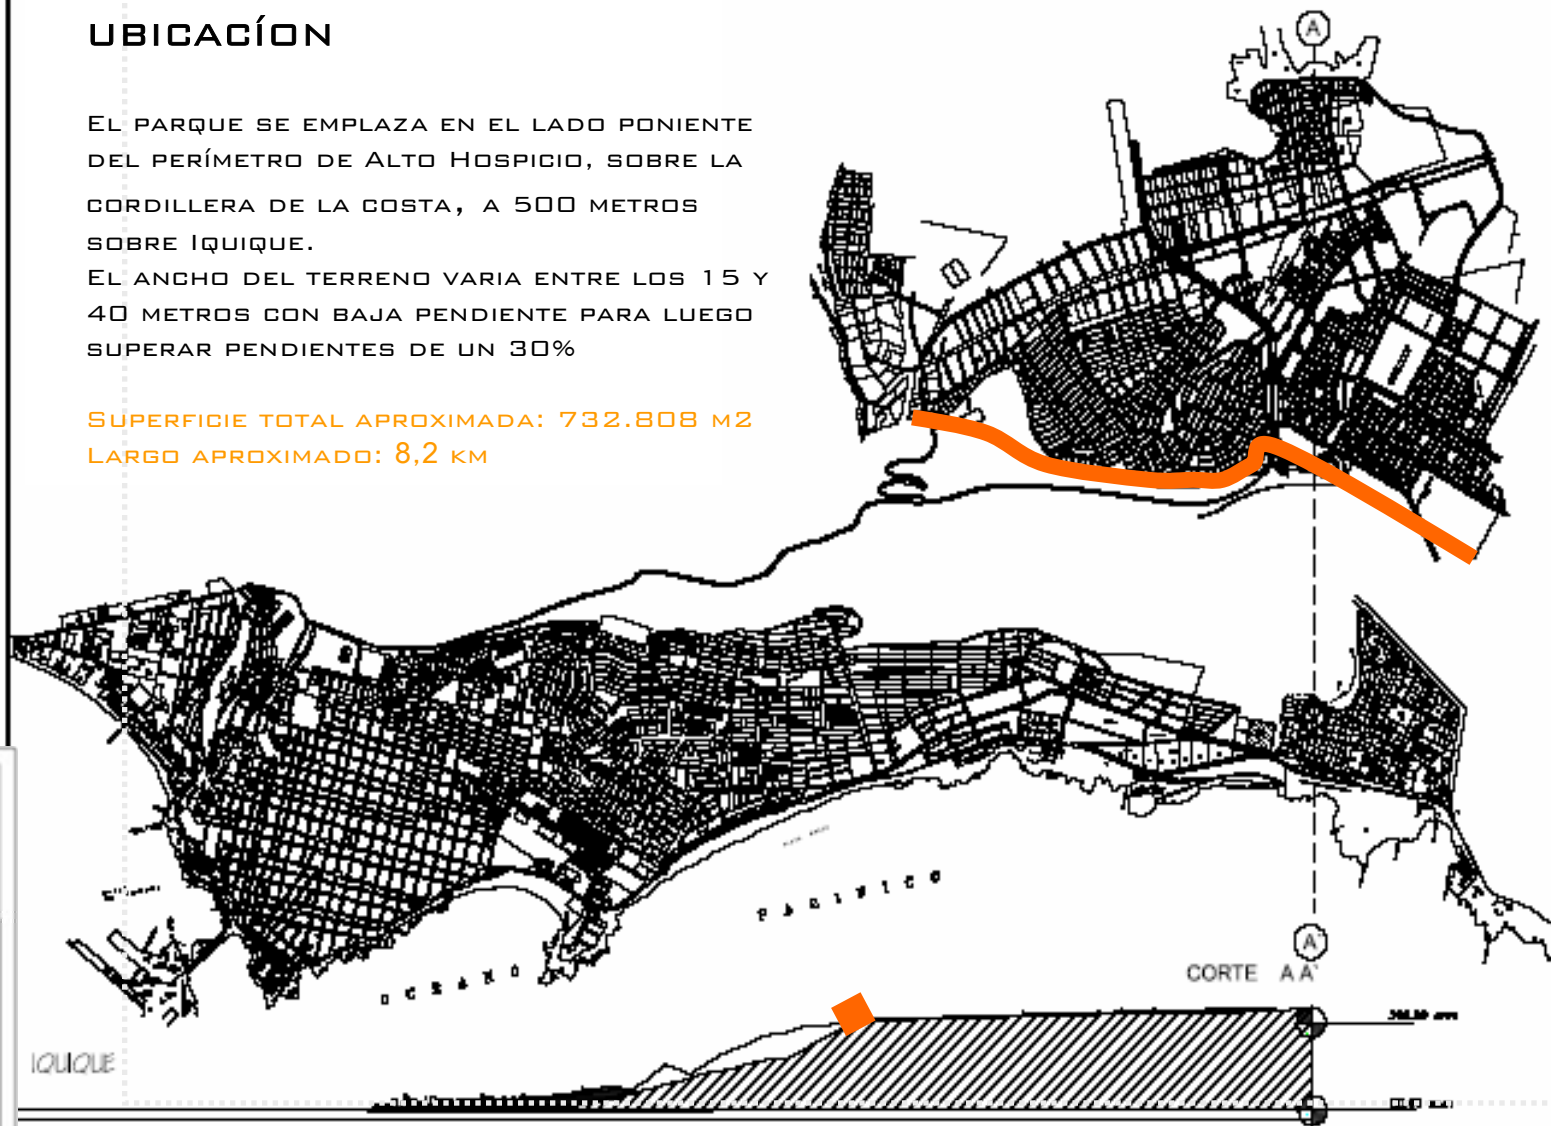 UBICACÍON
EL PARQUE SE EMPLAZA EN EL LADO PONIENTE
DEL PERÍMETRO DE ALTO HOSPICIO, SOBRE LA
CORDILLERA DE LA COSTA, A 500 METROS
SOBRE IQUIQUE.
EL ANCHO DEL TERRENO VARIA ENTRE LOS 15 Y
40 METROS CON BAJA PENDIENTE PARA LUEGO
SUPERAR PENDIENTES DE UN 30%
SUPERFICIE TOTAL APROXIMADA: 732.808 M2
LARGO APROXIMADO: 8,2 KM
A
PACIFICO
OCEANO
A
CORTE A A`
IQUIQUE